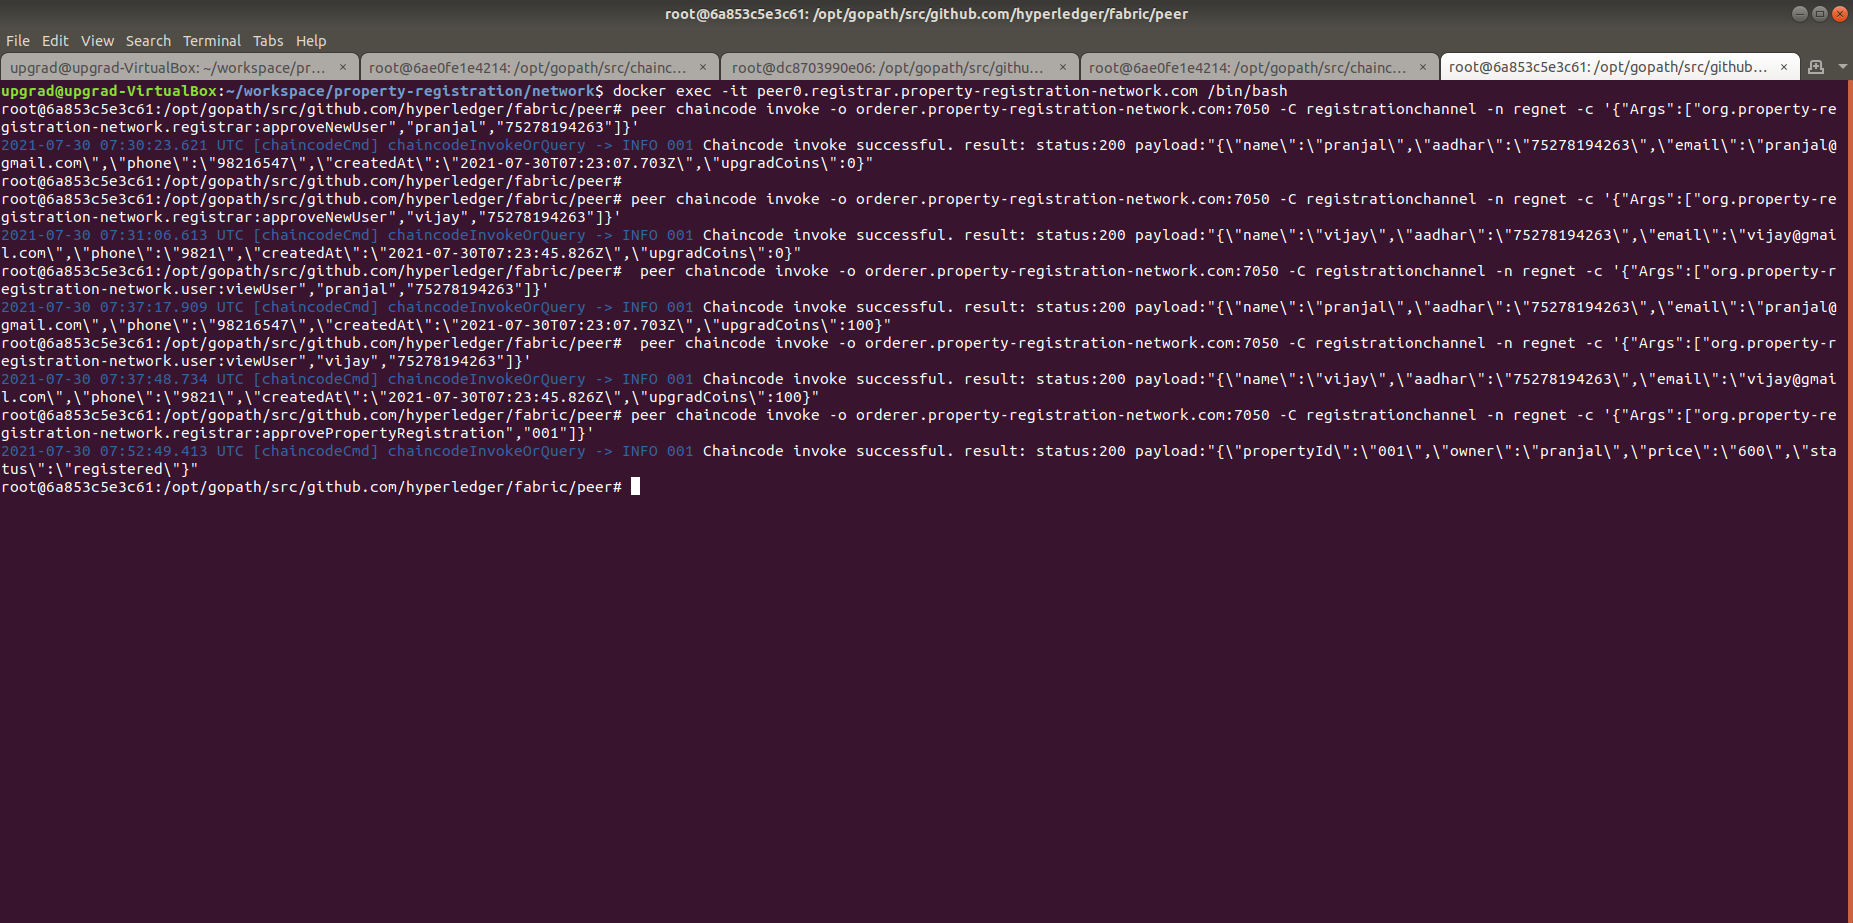 root@6a853c5e3c61: /opt/gopath/src/github.com/hyperledger/fabric/peer
File Edit View Search Terminal Tabs Help
upgrad@upgrad-VirtualBox: ~/workspace/pr... × root@6ae0fe1e4214: /opt/gopath/src/chainc... × root@dc8703990e06: /opt/gopath/src/githu... × root@6ae0fe1e4214: /opt/gopath/src/chainc... × root@6a853c5e3c61: /opt/gopath/src/github... ×
upgrad@upgrad-VirtualBox:~/workspace/property-registration/network$ docker exec -it peer0.registrar.property-registration-network.com /bin/bash
root@6a853c5e3c61:/opt/gopath/src/github.com/hyperledger/fabric/peer# peer chaincode invoke -o orderer.property-registration-network.com:7050 -C registrationchannel -n regnet -c '{"Args":["org.property-re
gistration-network.registrar:approveNewUser","pranjal","75278194263"]}'
2021-07-30 07:30:23.621 UTC [chaincodeCmd] chaincodeInvokeOrQuery -> INFO 001 Chaincode invoke successful. result: status:200 payload:"{\"name\":\"pranjal\",\"aadhar\":\"75278194263\",\"email\":\"pranjal@
gmail.com\",\"phone\":\"98216547\",\"createdAt\":\"2021-07-30T07:23:07.703Z\",\"upgradCoins\":0}"
root@6a853c5e3c61:/opt/gopath/src/github.com/hyperledger/fabric/peer#
root@6a853c5e3c61:/opt/gopath/src/github.com/hyperledger/fabric/peer# peer chaincode invoke -o orderer.property-registration-network.com:7050 -C registrationchannel -n regnet -c '{"Args":["org.property-re
gistration-network.registrar:approveNewUser","vijay","75278194263"]}'
2021-07-30 07:31:06.613 UTC [chaincodeCmd] chaincodeInvokeOrQuery -> INFO 001 Chaincode invoke successful. result: status:200 payload:"{\"name\":\"vijay\",\"aadhar\":\"75278194263\",\"email\":\"vijay@gmai
l.com\",\"phone\":\"9821\",\"createdAt\":\"2021-07-30T07:23:45.826Z\",\"upgradCoins\":0}"
root@6a853c5e3c61:/opt/gopath/src/github.com/hyperledger/fabric/peer#  peer chaincode invoke -o orderer.property-registration-network.com:7050 -C registrationchannel -n regnet -c '{"Args":["org.property-r
egistration-network.user:viewUser","pranjal","75278194263"]}'
2021-07-30 07:37:17.909 UTC [chaincodeCmd] chaincodeInvokeOrQuery -> INFO 001 Chaincode invoke successful. result: status:200 payload:"{\"name\":\"pranjal\",\"aadhar\":\"75278194263\",\"email\":\"pranjal@
gmail.com\",\"phone\":\"98216547\",\"createdAt\":\"2021-07-30T07:23:07.703Z\",\"upgradCoins\":100}"
root@6a853c5e3c61:/opt/gopath/src/github.com/hyperledger/fabric/peer#  peer chaincode invoke -o orderer.property-registration-network.com:7050 -C registrationchannel -n regnet -c '{"Args":["org.property-r
egistration-network.user:viewUser","vijay","75278194263"]}'
2021-07-30 07:37:48.734 UTC [chaincodeCmd] chaincodeInvokeOrQuery -> INFO 001 Chaincode invoke successful. result: status:200 payload:"{\"name\":\"vijay\",\"aadhar\":\"75278194263\",\"email\":\"vijay@gmai
l.com\",\"phone\":\"9821\",\"createdAt\":\"2021-07-30T07:23:45.826Z\",\"upgradCoins\":100}"
root@6a853c5e3c61:/opt/gopath/src/github.com/hyperledger/fabric/peer# peer chaincode invoke -o orderer.property-registration-network.com:7050 -C registrationchannel -n regnet -c '{"Args":["org.property-re
gistration-network.registrar:approvePropertyRegistration","001"]}'
2021-07-30 07:52:49.413 UTC [chaincodeCmd] chaincodeInvokeOrQuery -> INFO 001 Chaincode invoke successful. result: status:200 payload:"{\"propertyId\":\"001\",\"owner\":\"pranjal\",\"price\":\"600\",\"sta
tus\":\"registered\"}"
root@6a853c5e3c61:/opt/gopath/src/github.com/hyperledger/fabric/peer#